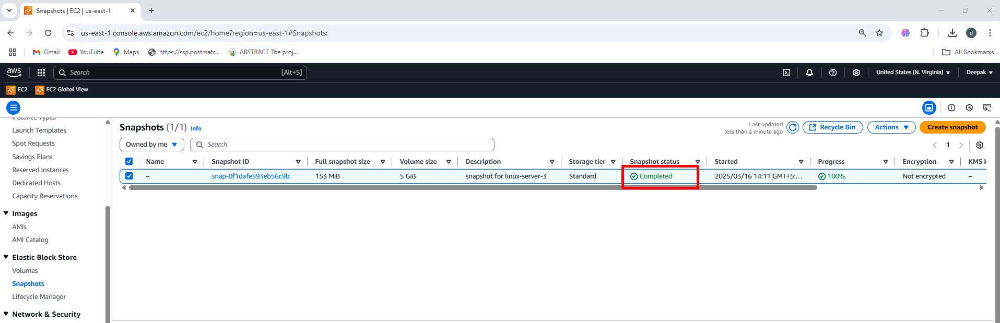 Snapshots | EC2 | us-east-1
us-east-1.console.aws.amazon.com/ec2/home?region=us-east-1#Snapshots:
d
Gmail YouTube Maps https://ssp.postmatr... ABSTRACT The proj... All Bookmarks
aws Search [Alt+S] United States (N. Virginia) Deepak
EC2 EC2 Global View
Instance Types
Launch Templates
Spot Requests
Savings Plans
Reserved Instances
Dedicated Hosts
Capacity Reservations
Images
AMIs
AMI Catalog
Elastic Block Store
Volumes
Snapshots
Lifecycle Manager
Network & Security
Snapshots (1/1) Info
Last updated
less than a minute ago
Recycle Bin Actions Create snapshot
Owned by me Search 1
Name Snapshot ID Full snapshot size Volume size Description Storage tier Snapshot status Started Progress Encryption KMS k
– snap-0f1dafe593eb56c9b 153 MiB 5 GiB snapshot for linux-server-3 Standard Completed 2025/03/16 14:11 GMT+5:... 100% Not encrypted –